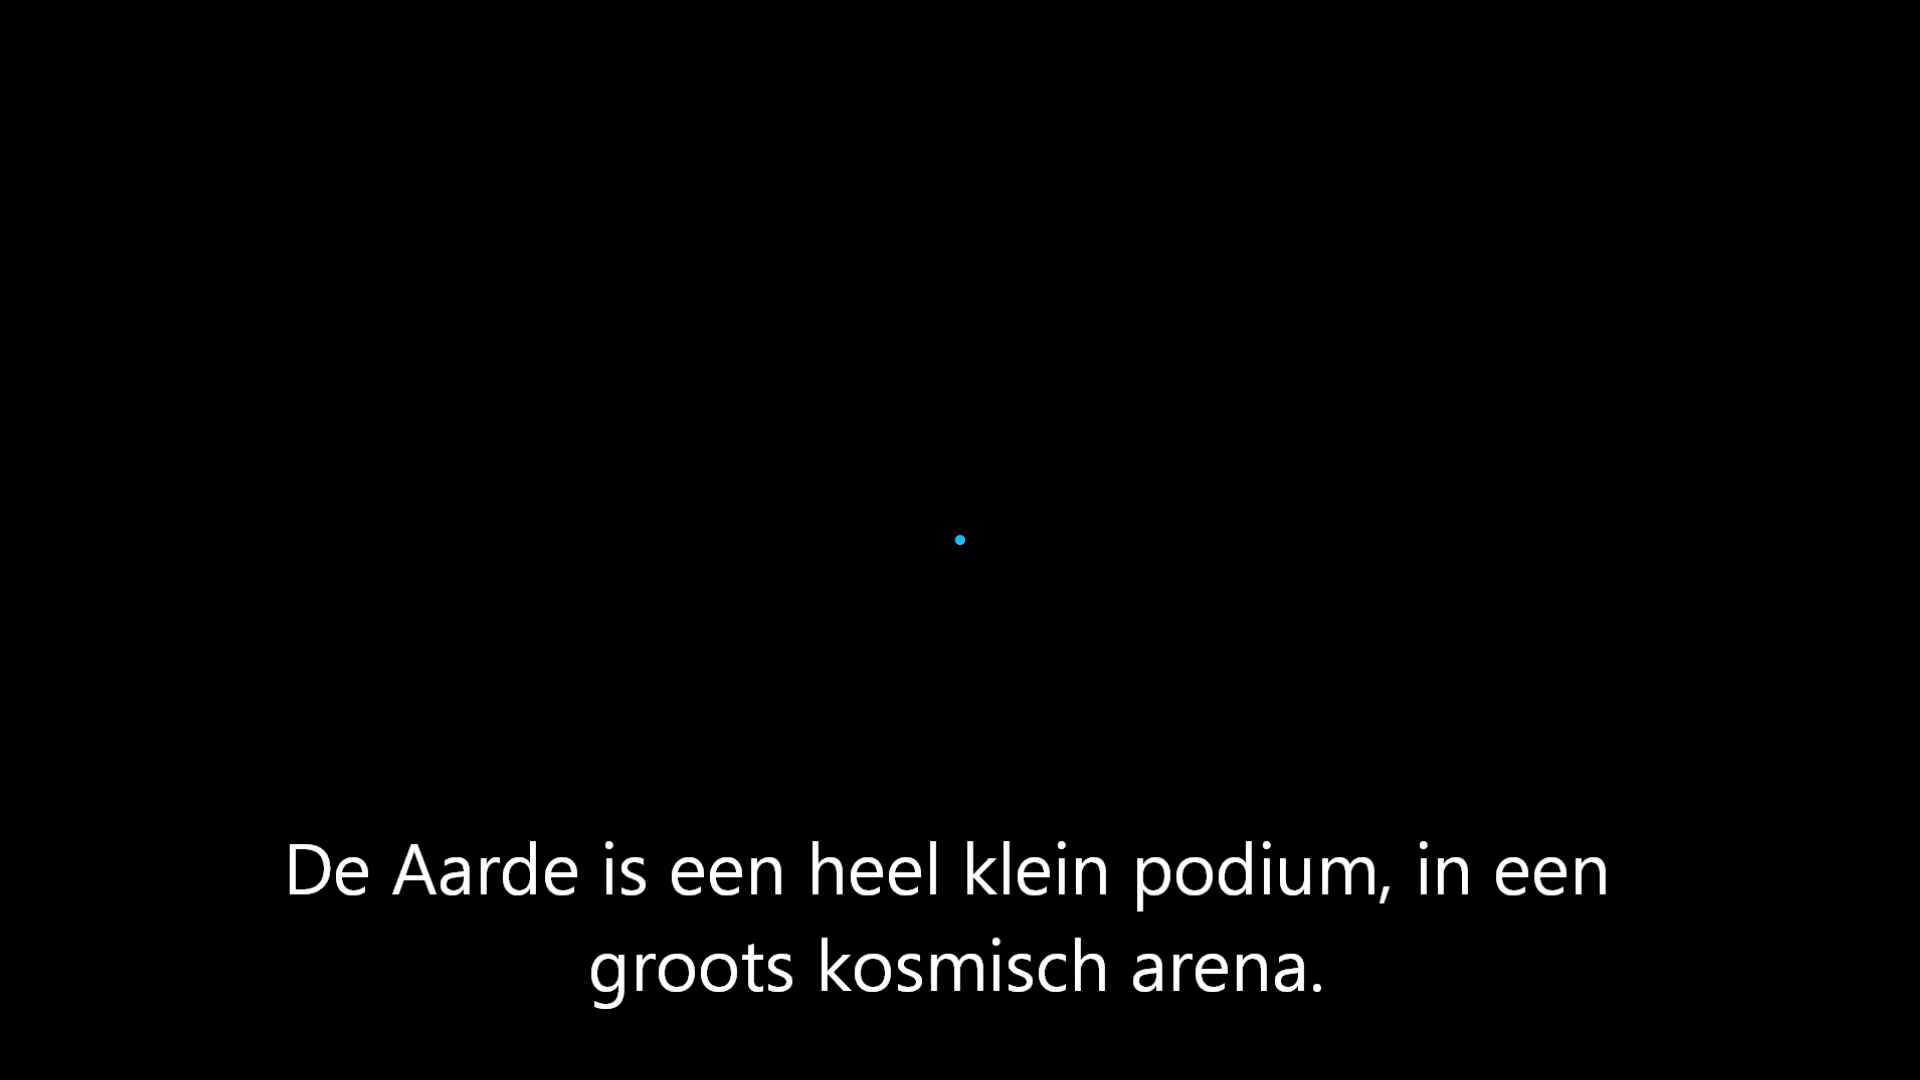 De Aarde is een heel klein podium, in een
groots kosmisch arena.